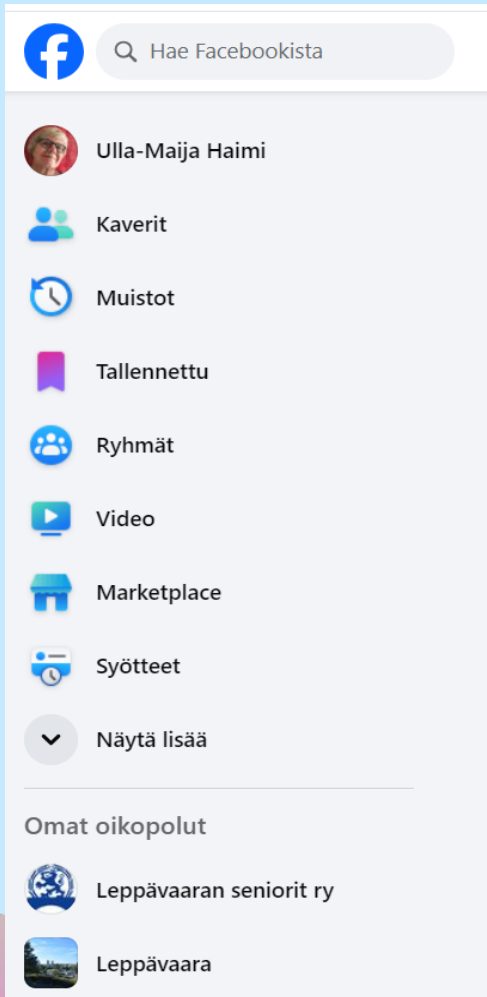 Hae Facebookista
Ulla-Maija Haimi
Kaverit
Muistot
Tallennettu
Ryhmät
Video
Marketplace
Syötteet
Näytä lisää
Omat oikopolut
Leppävaaran seniorit ry
Leppävaara